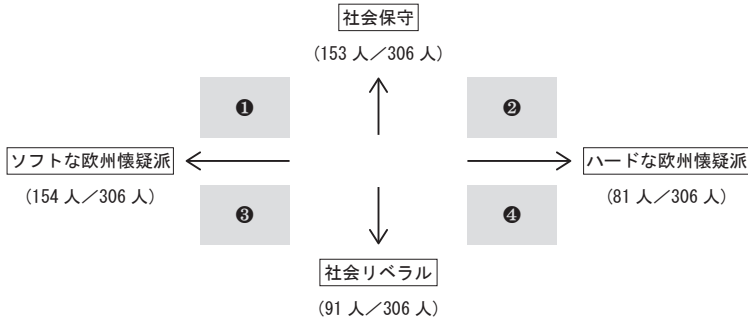 社会保守
(153 人/306 人)
❶
❷
ソフトな欧州懐疑派
ハードな欧州懐疑派
(154 人/306 人)
(81 人/306 人)
❸
❹
社会リベラル
(91 人/306 人)